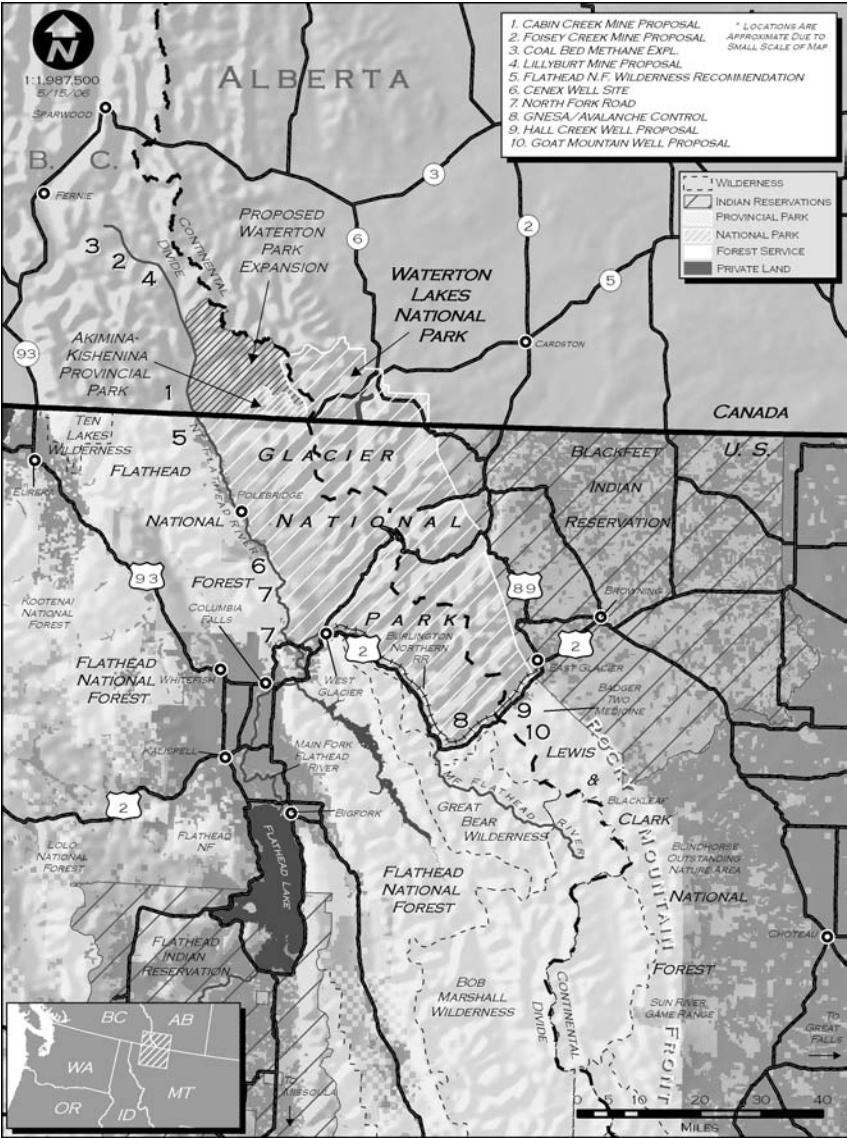 N
1:1,987,500
5/15/06
ALBERTA
1. CABIN CREEK MINE PROPOSAL
2. FOISEY CREEK MINE PROPOSAL
3. COAL BED METHANE EXPL.
4. LILLYBURT MINE PROPOSAL
5. FLATHEAD N.F. WILDERNESS RECOMMENDATION
6. CENEX WELL SITE
7. NORTH FORK ROAD
8. GNESA/AVALANCHE CONTROL
9. HALL CREEK WELL PROPOSAL
10. GOAT MOUNTAIN WELL PROPOSAL
* LOCATIONS ARE
APPROXIMATE DUE TO
SMALL SCALE OF MAP
WILDERNESS
INDIAN RESERVATIONS
PROVINCIAL PARK
NATIONAL PARK
FOREST SERVICE
PRIVATE LAND
SPARWOOD
B. C.
FERNIE
3
6
2
5
3
2
4
CONTINENTAL
DIVIDE
PROPOSED
WATERTON
PARK
EXPANSION
WATERTON
LAKES
NATIONAL
PARK
CARDSTON
93
AKIMINA-
KISHENINA
PROVINCIAL
PARK
1
CANADA
U.S.
TEN
LAKES
WILDERNESS
5
FLATHEAD
NATIONAL
FOREST
N.F. FLATHEAD RIVER
GLACIER
NATIONAL
PARK
BLACKFEET
INDIAN
RESERVATION
EUREKA
POLEBRIDGE
6
7
7
93
89
KOOTENAI
NATIONAL
FOREST
COLUMBIA
FALLS
BROWNING
2
2
BURLINGTON
NORTHERN
RR
FLATHEAD
NATIONAL
FOREST
WHITEFISH
WEST
GLACIER
EAST GLACIER
8
9
10
BADGER
TWO
MEDICINE
KALISPELL
MAIN FORK
FLATHEAD
RIVER
LEWIS
&
CLARK
NATIONAL
FOREST
ROCKY MOUNTAIN FRONT
M.F. FLATHEAD RIVER
2
BIGFORK
GREAT
BEAR
WILDERNESS
BLACKLEAF
LOLO
NATIONAL
FOREST
FLATHEAD
NF
FLATHEAD LAKE
BLINDHORSE
OUTSTANDING
NATURE AREA
FLATHEAD
NATIONAL
FOREST
CHOTEAU
FLATHEAD
INDIAN
RESERVATION
BOB
MARSHALL
WILDERNESS
CONTINENTAL
DIVIDE
SUN RIVER
GAME RANGE
TO
GREAT
FALLS
BC
AB
WA
MT
OR
ID
TO
MISSOULA
0 5 10 20 30 40
MILES